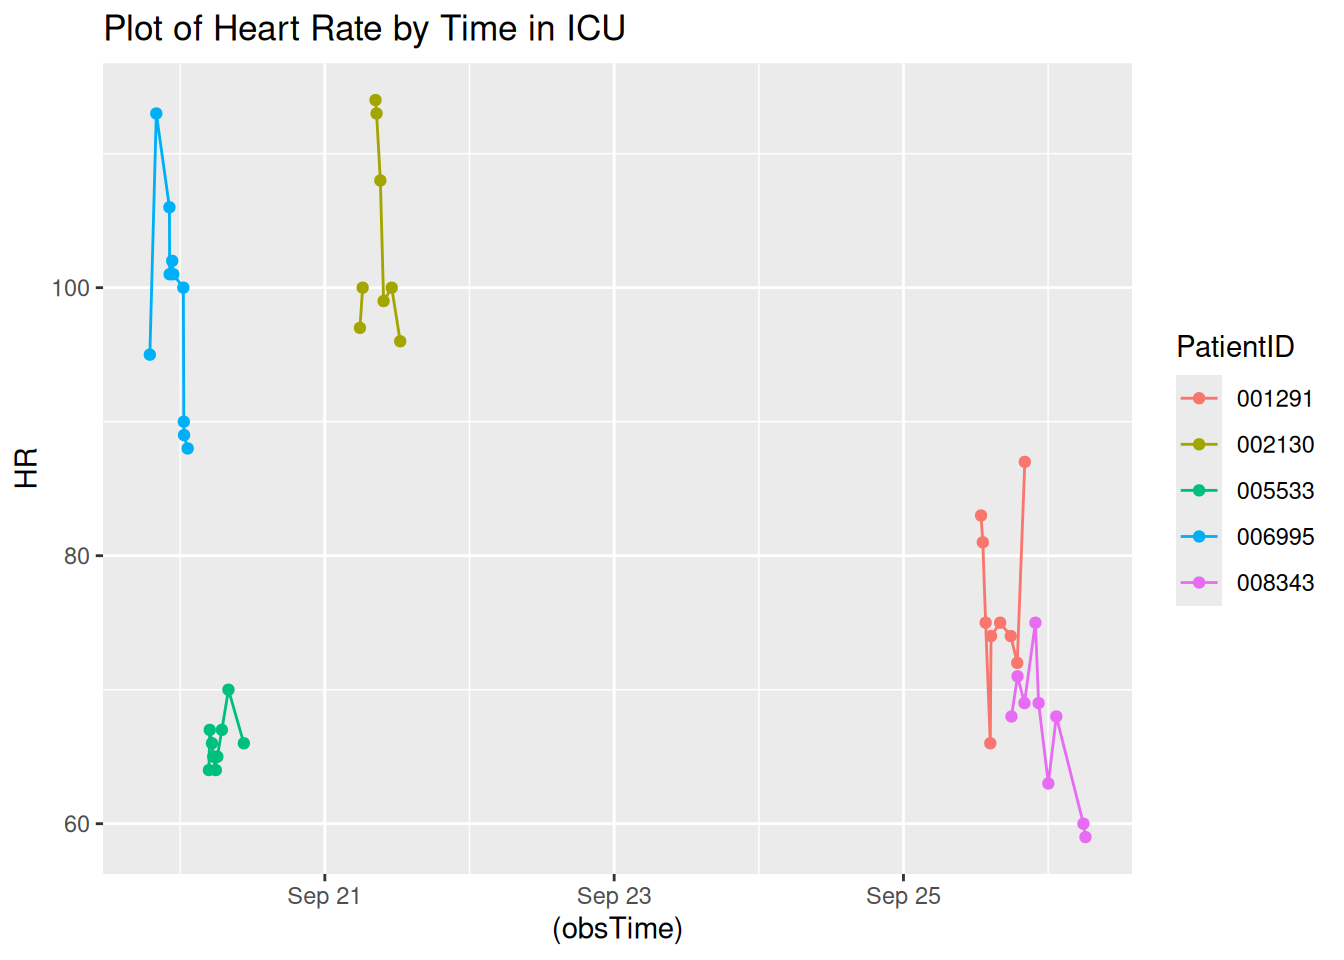 Plot of Heart Rate by Time in ICU
HR
100
80
60
Sep 21
Sep 23
Sep 25
(obsTime)
PatientID
001291
002130
005533
006995
008343